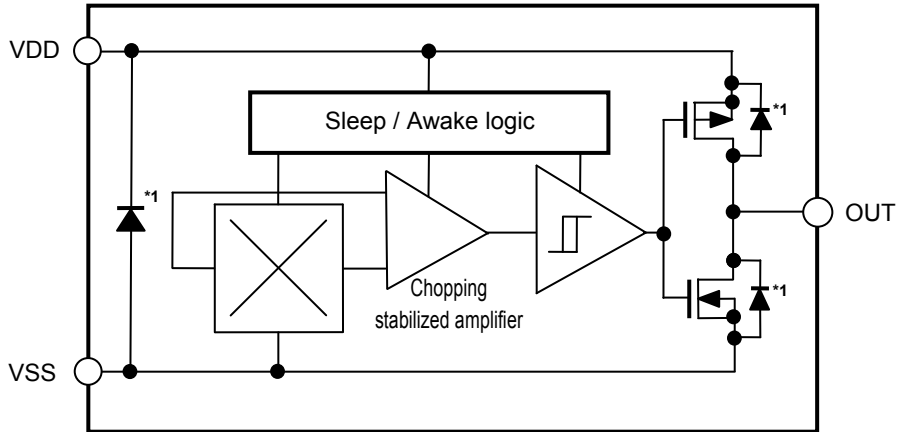 VDD
Sleep / Awake logic
*1
*1
OUT
*1
Chopping
stabilized amplifier
VSS